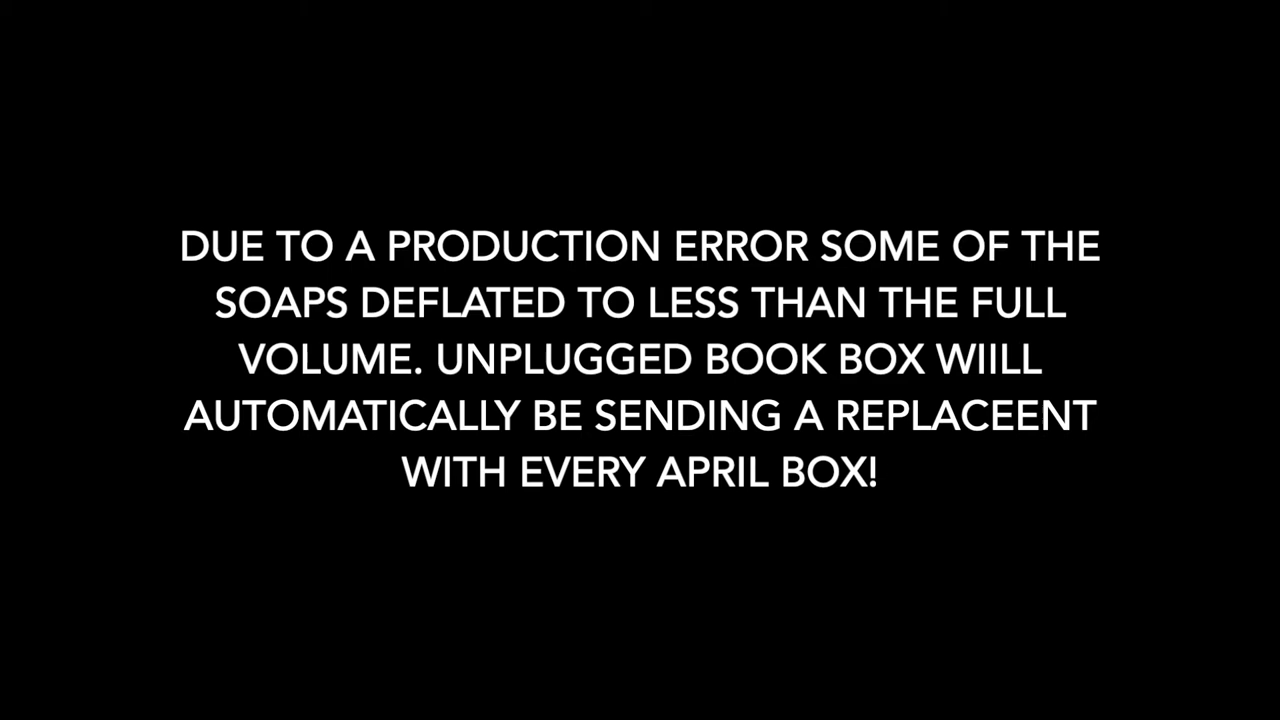 DUE TO A PRODUCTION ERROR SOME OF THE
SOAPS DEFLATED TO LESS THAN THE FULL
VOLUME. UNPLUGGED BOOK BOX WIILL
AUTOMATICALLY BE SENDING A REPLACEENT
WITH EVERY APRIL BOX!